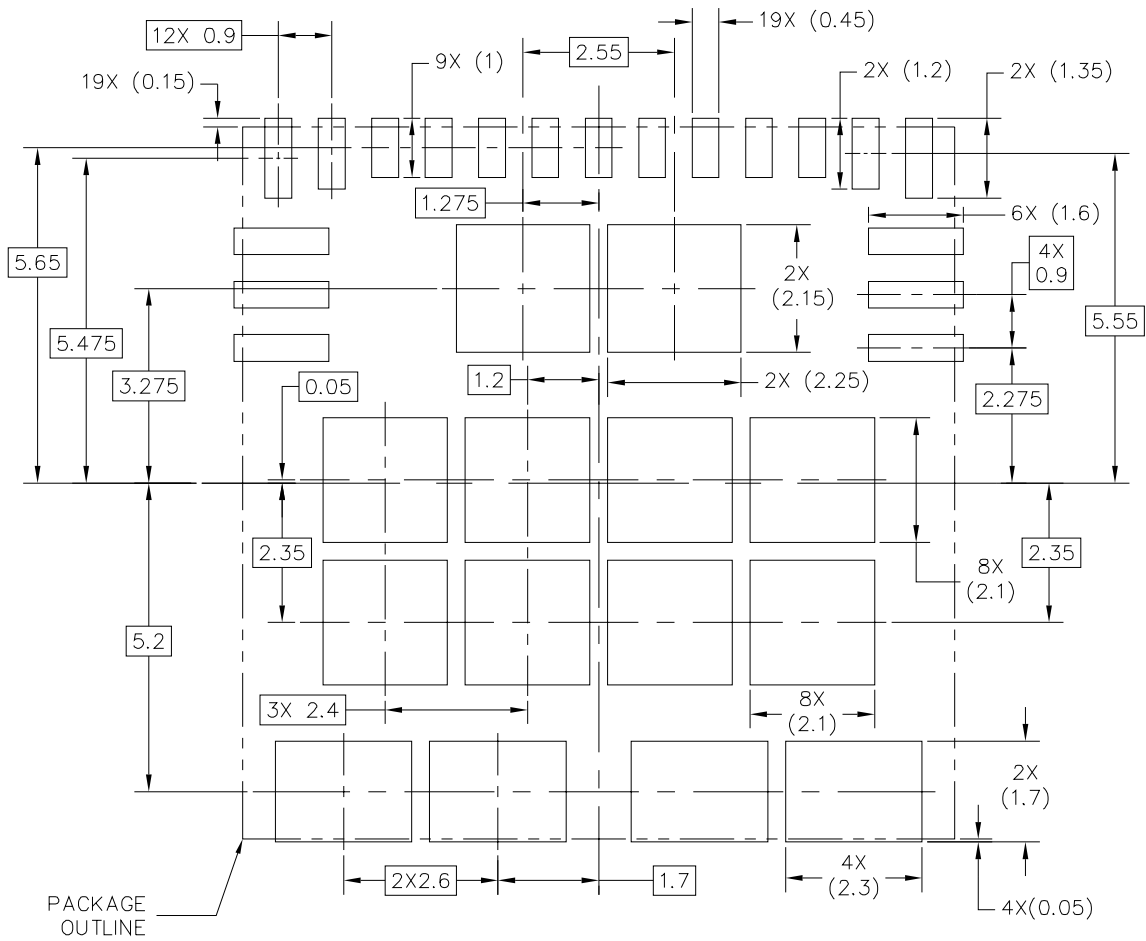 12X 0.9
19X (0.45)
2.55
9X (1)
2X (1.2)
2X (1.35)
19X (0.15)
1.275
6X (1.6)
5.65
4X
0.9
2X
(2.15)
5.55
5.475
3.275
0.05
1.2
2X (2.25)
2.275
2.35
2.35
8X
(2.1)
5.2
3X 2.4
8X
(2.1)
2X
(1.7)
2X2.6
1.7
4X
(2.3)
4X(0.05)
PACKAGE
OUTLINE